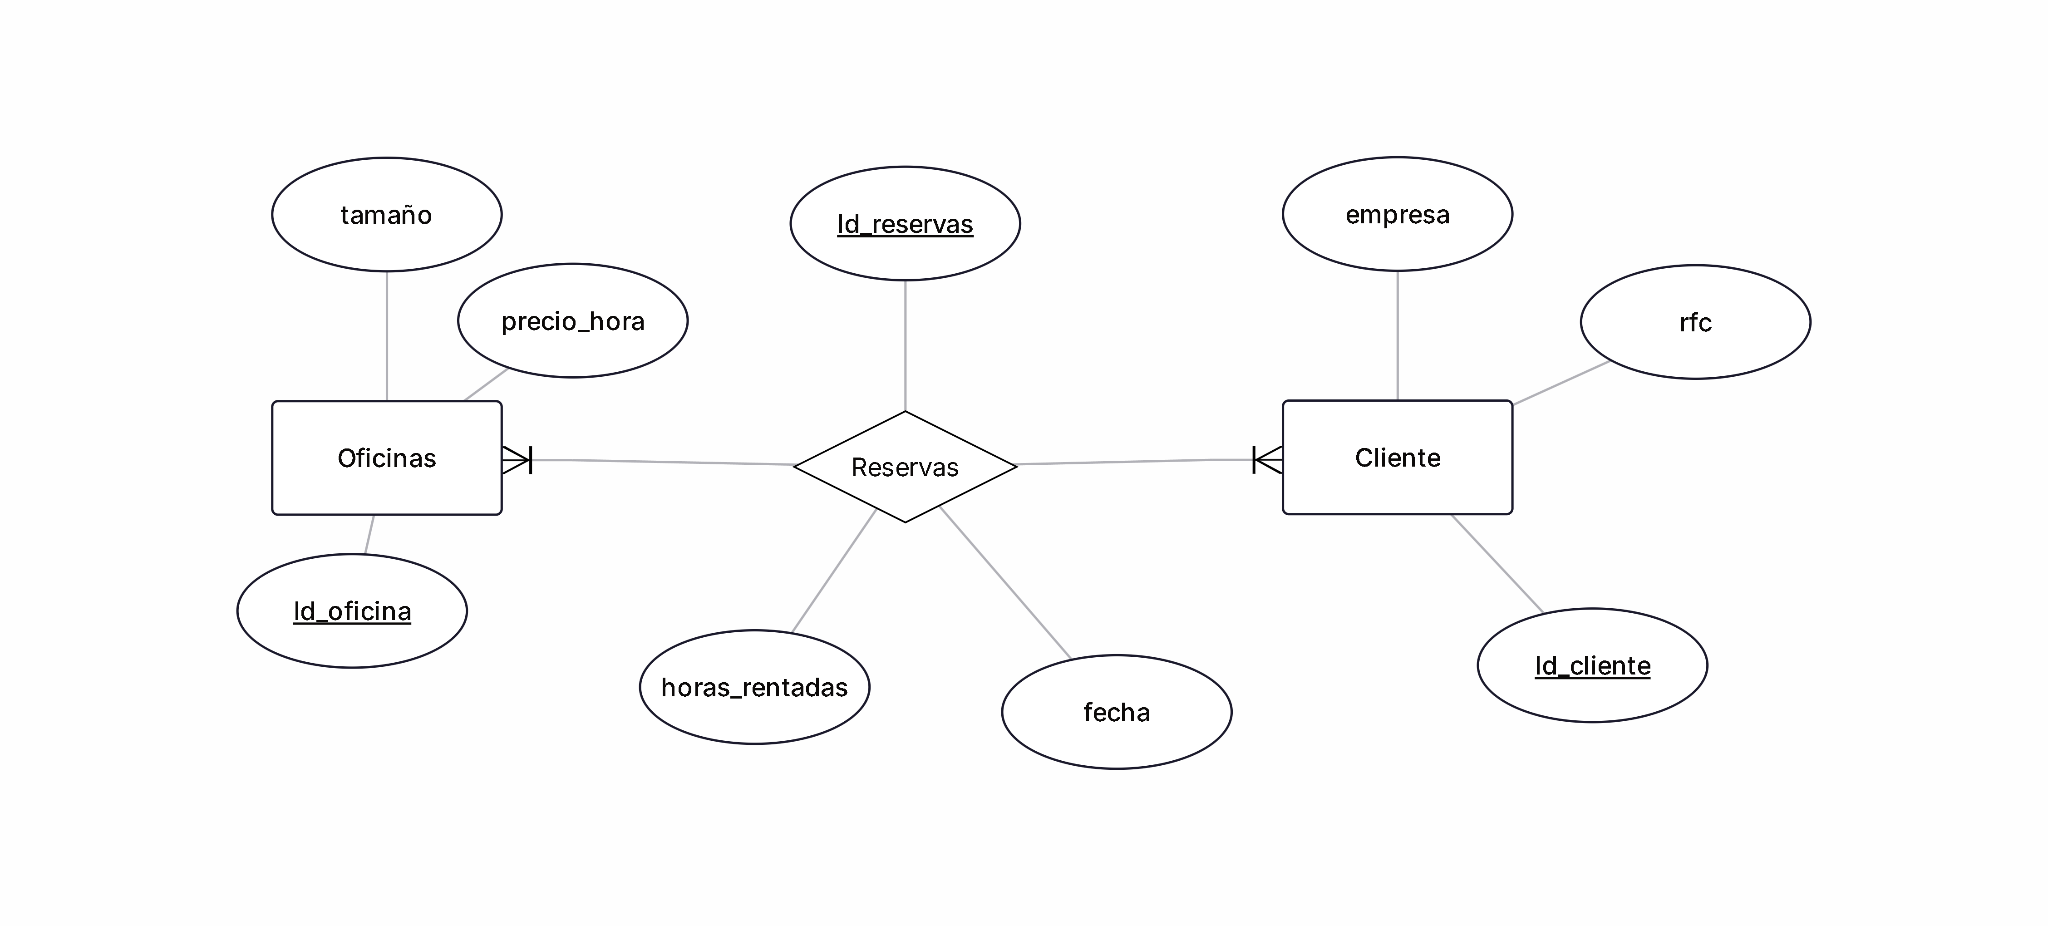 tamaño
Id_reservas
empresa
precio_hora
rfc
Oficinas
Reservas
Cliente
Id_oficina
horas_rentadas
fecha
Id_cliente